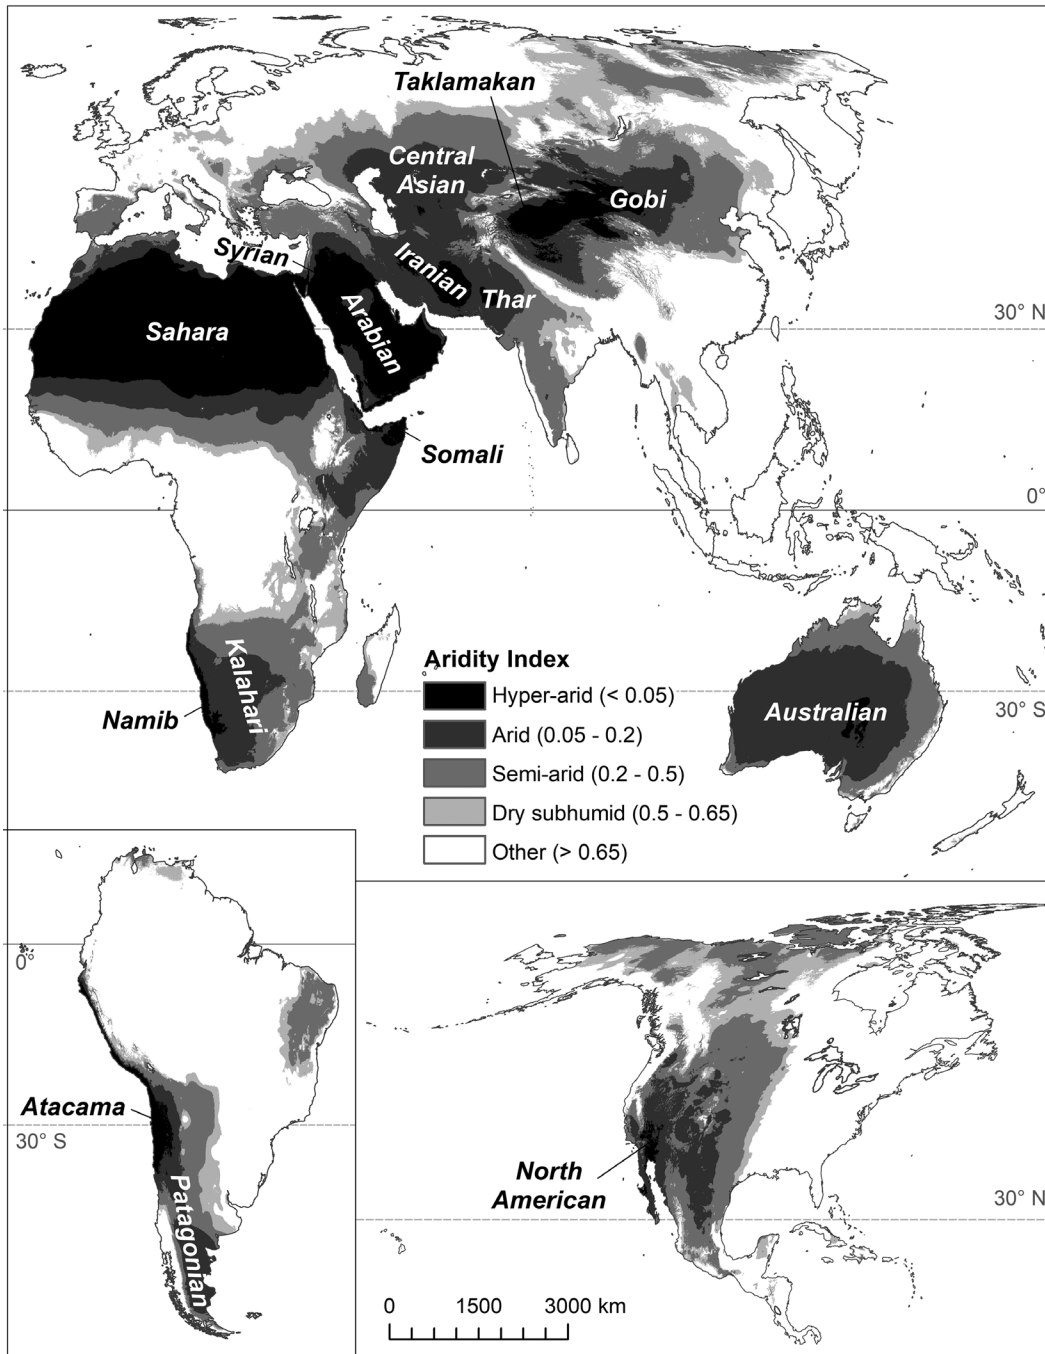 Taklamakan
Central
Asian
Gobi
Syrian
Iranian
Thar
Sahara
Arabian
30° N
Somali
0°
Kalahari
Namib
Aridity Index
Hyper-arid (< 0.05)
Arid (0.05 - 0.2)
Semi-arid (0.2 - 0.5)
Dry subhumid (0.5 - 0.65)
Other (> 0.65)
Australian
30° S
0°
Atacama
30° S
Patagonian
North
American
30° N
0 1500 3000 km